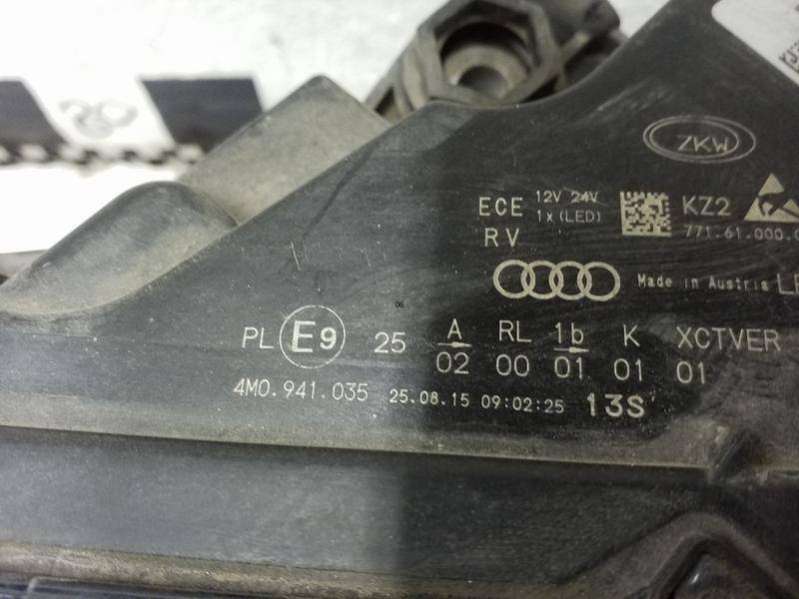 ZKW
ECE 12V 24V
1x(LED) KZ2
RV 771.61.000.
Made in Austria
PL E9 25 A RL 1b K XCTVER
02 00 01 01 01
4M0.941.035 25.08.15 09:02:25 13S